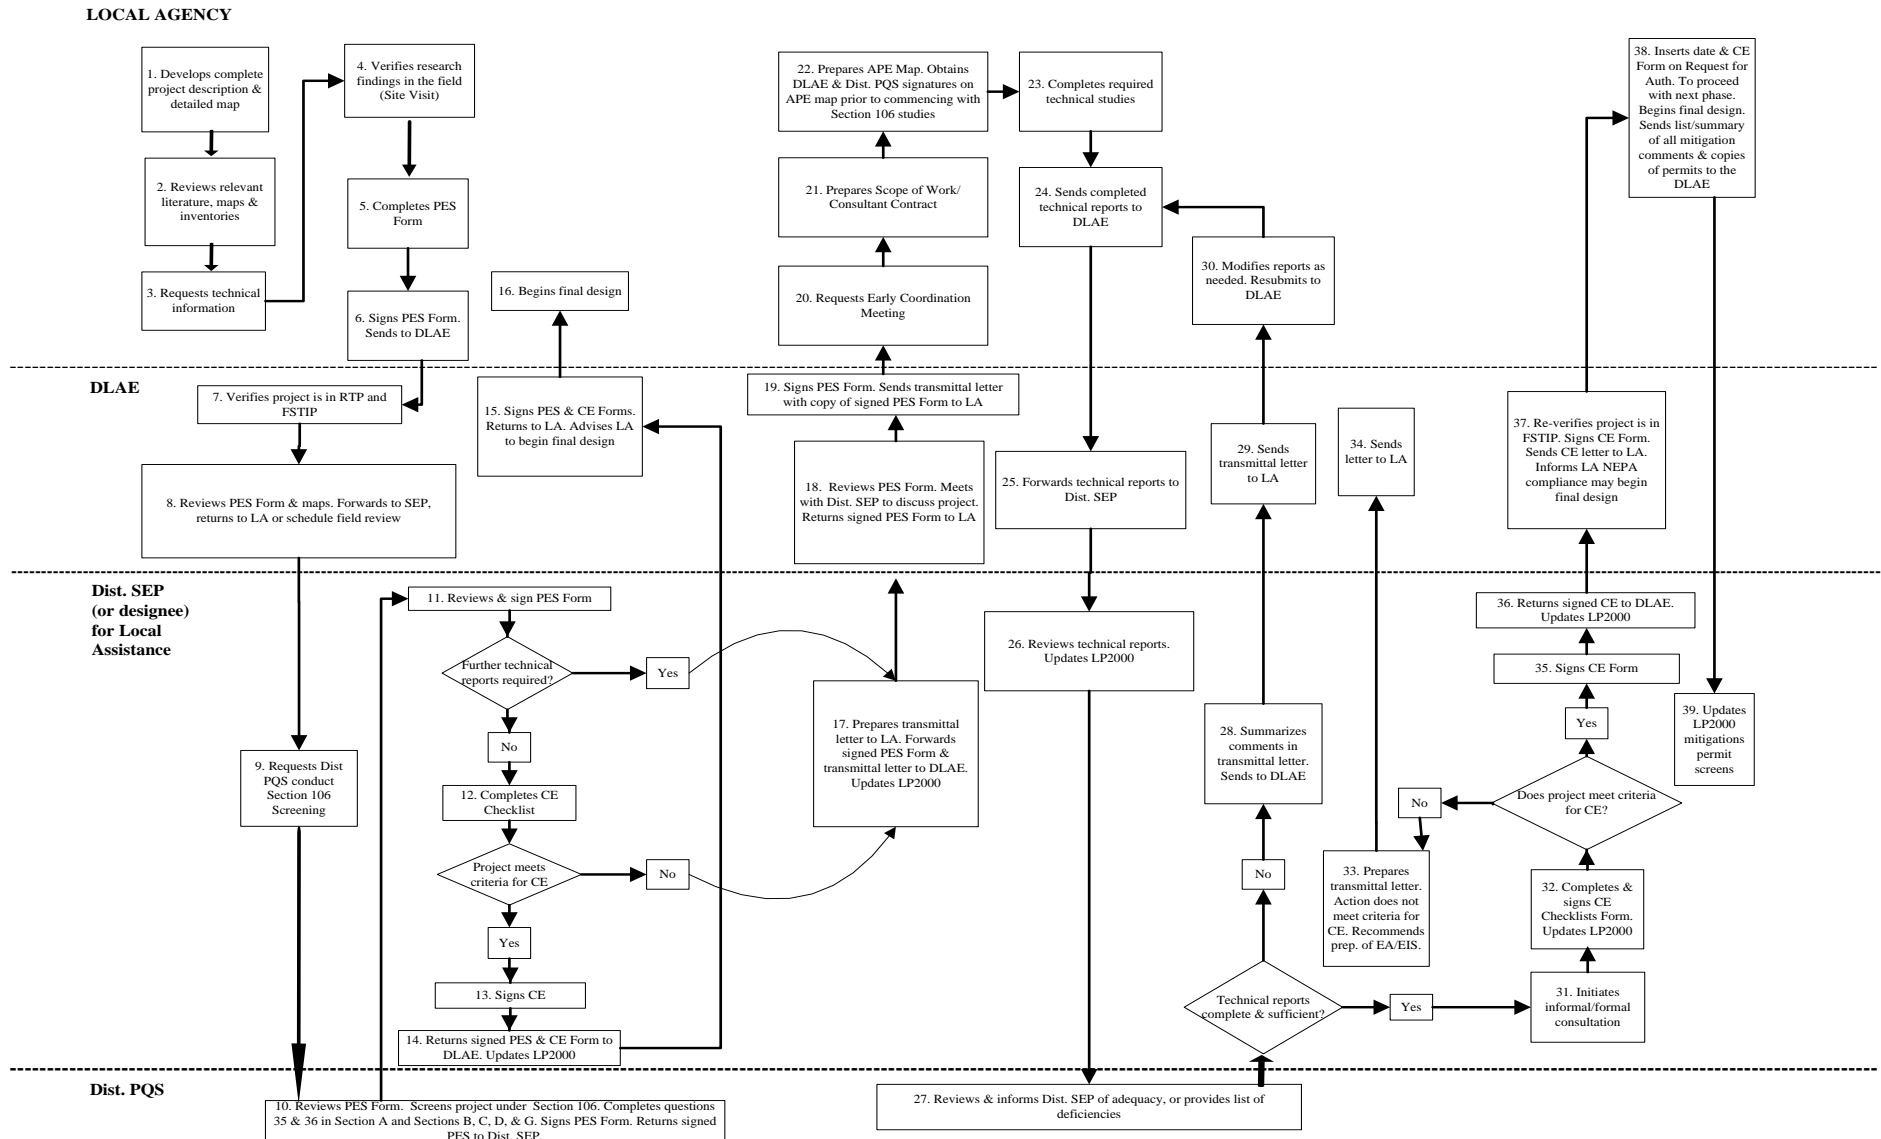 LOCAL AGENCY
1. Develops complete
project description &
detailed map
2. Reviews relevant
literature, maps &
inventories
3. Requests technical
information
4. Verifies research
findings in the field
(Site Visit)
5. Completes PES
Form
6. Signs PES Form.
Sends to DLAE
16. Begins final design
22. Prepares APE Map. Obtains
DLAE & Dist. PQS signatures on
APE map prior to commencing with
Section 106 studies
21. Prepares Scope of Work/
Consultant Contract
20. Requests Early Coordination
Meeting
23. Completes required
technical studies
24. Sends completed
technical reports to
DLAE
30. Modifies reports as
needed. Resubmits to
DLAE
38. Inserts date & CE
Form on Request for
Auth. To proceed
with next phase.
Begins final design.
Sends list/summary
of all mitigation
comments & copies
of permits to the
DLAE
DLAE
7. Verifies project is in RTP and
FSTIP
8. Reviews PES Form & maps. Forwards to SEP,
returns to LA or schedule field review
15. Signs PES & CE Forms.
Returns to LA. Advises LA
to begin final design
19. Signs PES Form. Sends transmittal letter
with copy of signed PES Form to LA
18. Reviews PES Form. Meets
with Dist. SEP to discuss project.
Returns signed PES Form to LA
25. Forwards technical reports to
Dist. SEP
29. Sends
transmittal letter
to LA
34. Sends
letter to LA
37. Re-verifies project is in
FSTIP. Signs CE Form.
Sends CE letter to LA.
Informs LA NEPA
compliance may begin
final design
Dist. SEP
(or designee)
for Local
Assistance
9. Requests Dist
PQS conduct
Section 106
Screening
11. Reviews & sign PES Form
Further technical
reports required?
Yes
No
12. Completes CE
Checklist
Project meets
criteria for CE
No
Yes
13. Signs CE
14. Returns signed PES & CE Form to
DLAE. Updates LP2000
17. Prepares transmittal
letter to LA. Forwards
signed PES Form &
transmittal letter to DLAE.
Updates LP2000
26. Reviews technical reports.
Updates LP2000
28. Summarizes
comments in
transmittal letter.
Sends to DLAE
No
Technical reports
complete & sufficient?
Yes
31. Initiates
informal/formal
consultation
32. Completes &
signs CE
Checklists Form.
Updates LP2000
Does project meet criteria
for CE?
No
33. Prepares
transmittal letter.
Action does not
meet criteria for
CE. Recommends
prep. of EA/EIS.
Yes
35. Signs CE Form
36. Returns signed CE to DLAE.
Updates LP2000
39. Updates
LP2000
mitigations
permit
screens
Dist. PQS
10. Reviews PES Form. Screens project under Section 106. Completes questions
35 & 36 in Section A and Sections B, C, D, & G. Signs PES Form. Returns signed
PES to Dist. SEP
27. Reviews & informs Dist. SEP of adequacy, or provides list of
deficiencies